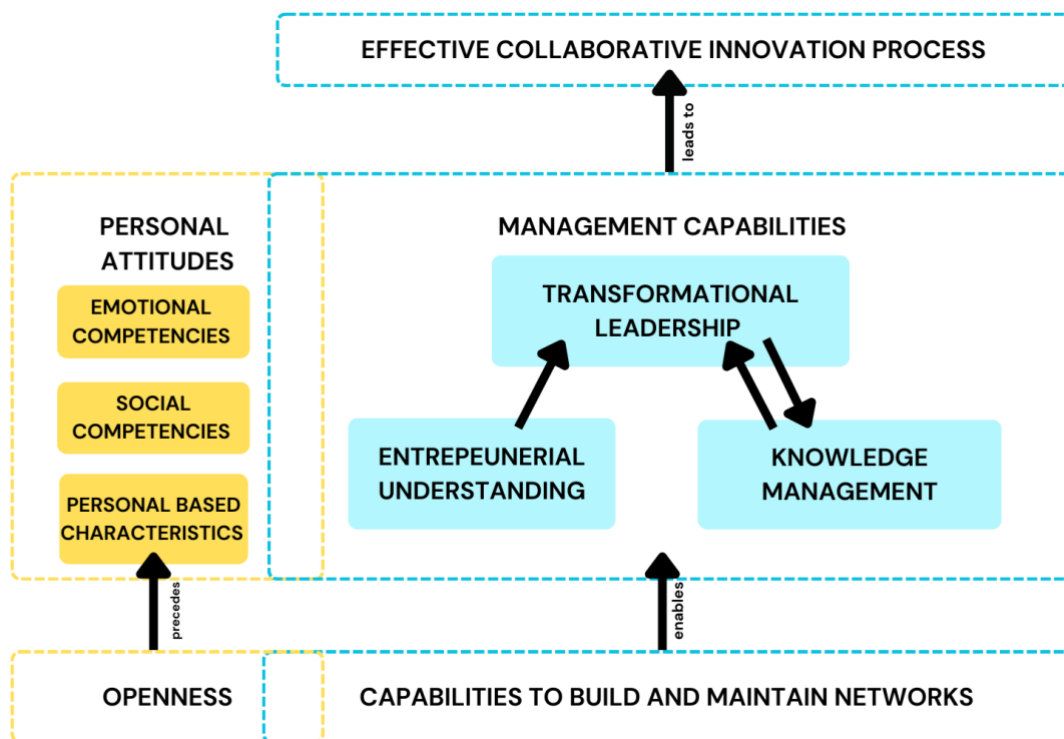 EFFECTIVE COLLABORATIVE INNOVATION PROCESS
leads to
PERSONAL
ATTITUDES
EMOTIONAL
COMPETENCIES
SOCIAL
COMPETENCIES
PERSONAL BASED
CHARACTERISTICS
MANAGEMENT CAPABILITIES
TRANSFORMATIONAL
LEADERSHIP
ENTREPEUNERIAL
UNDERSTANDING
KNOWLEDGE
MANAGEMENT
precedes
enables
OPENNESS
CAPABILITIES TO BUILD AND MAINTAIN NETWORKS